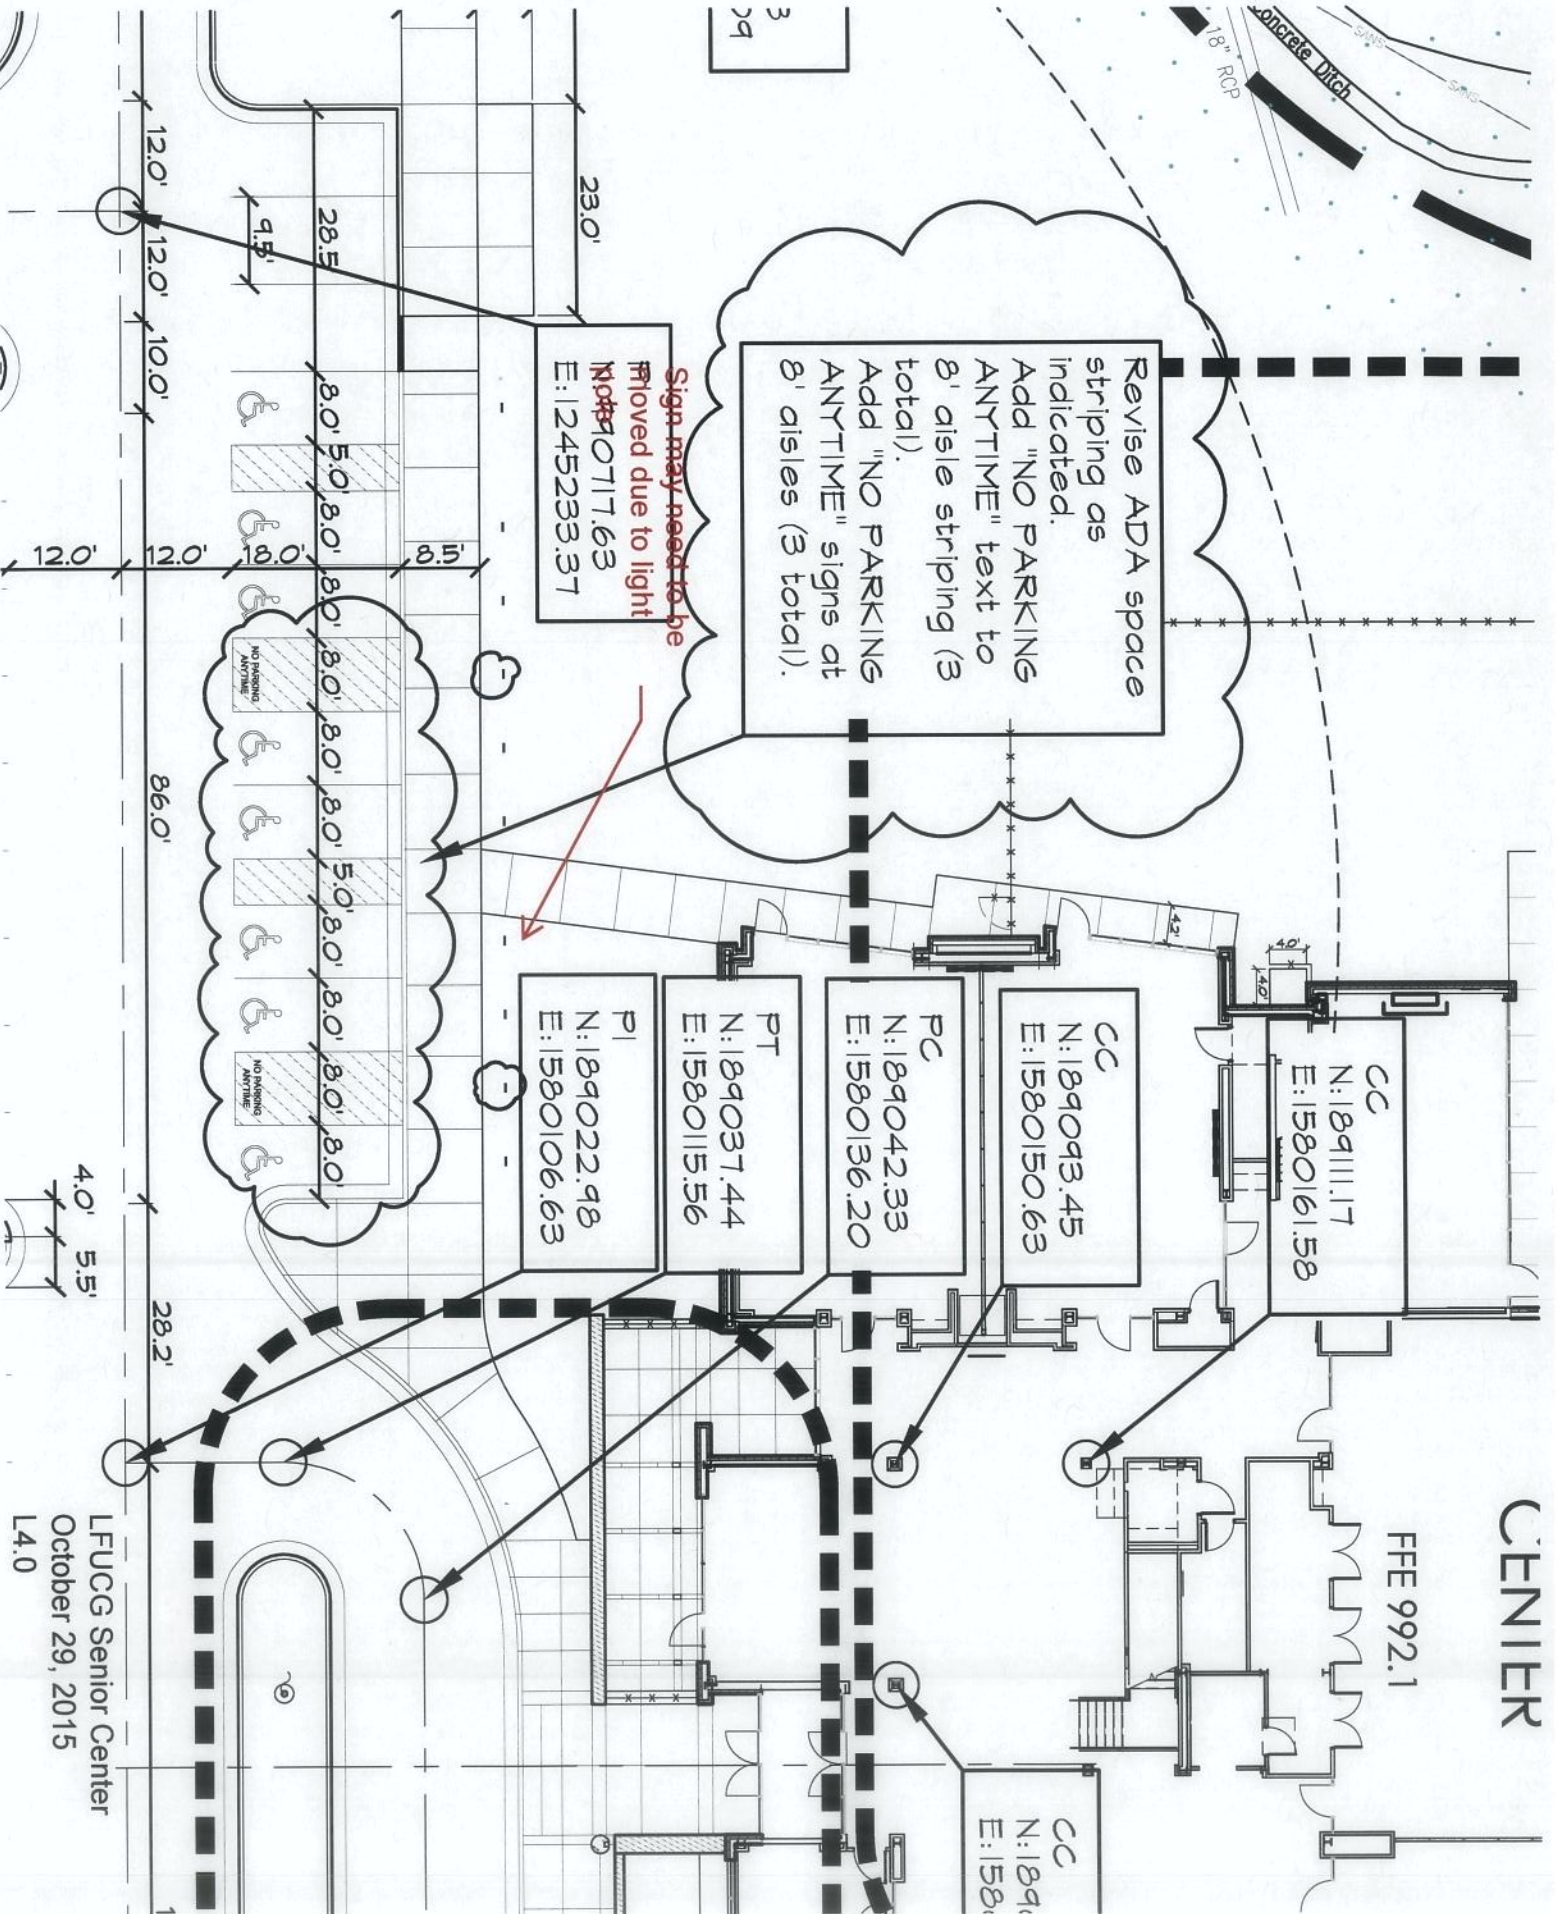 Concrete Ditch
18" RCP
SANS
SANS
23.0'
12.0'
12.0'
10.0'
28.5'
9.5'
Revise ADA space
striping as
indicated.
Add "NO PARKING
ANYTIME" text to
8' aisle striping (3
total).
Add "NO PARKING
ANYTIME" signs at
8' aisles (3 total).
Sign may need to be
moved due to light
E:1245233.37
8.0'
5.0'
8.0'
8.0'
8.0'
8.0'
8.0'
5.0'
8.0'
8.0'
8.0'
8.0'
12.0'
12.0'
18.0'
8.5'
NO PARKING
ANYTIME
NO PARKING
ANYTIME
86.0'
4.2'
4.0'
4.0'
CC
N:189111.17
E:1580161.58
CC
N:189093.45
E:1580150.63
PC
N:189042.33
E:1580136.20
PT
N:189037.44
E:1580115.56
PI
N:189022.98
E:1580106.63
4.0'
5.5'
28.2'
CENTER
FFE 992.1
CC
N:189
E:158
LFUCG Senior Center
October 29, 2015
L4.0